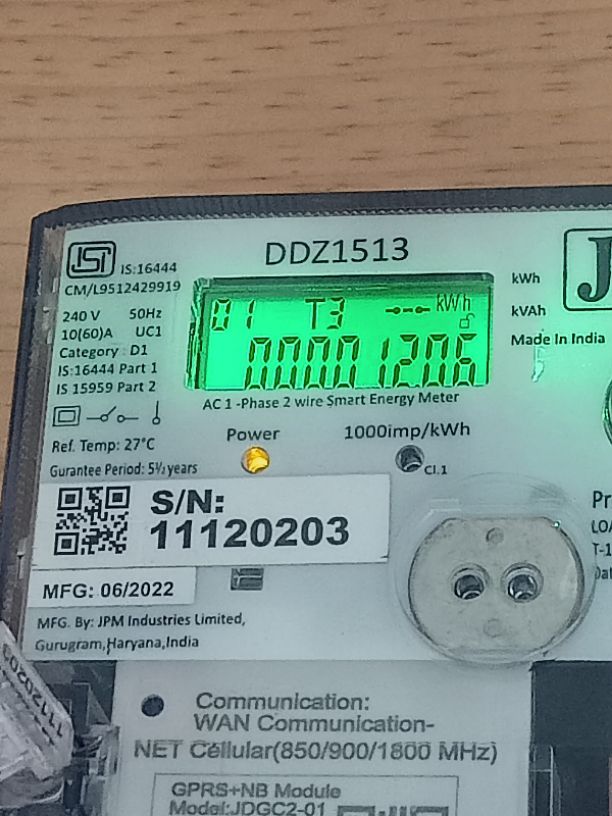 DDZ1513
IS:16444
CM/L9512429919
240 V 50Hz
10(60)A UC1
Category : D1
IS:16444 Part 1
IS 15959 Part 2
Ref. Temp: 27°C
Gurantee Period: 5½ years
01 T3 kWh
00001206
AC 1 -Phase 2 wire Smart Energy Meter
kWh
kVAh
Made In India
J
Power
1000imp/kWh
Cl.1
S/N:
11120203
MFG: 06/2022
MFG. By: JPM Industries Limited,
Gurugram,Haryana,India
11120203
Communication:
WAN Communication-
NET Cellular(850/900/1800 MHz)
GPRS+NB Module
Model:JDGC2-01